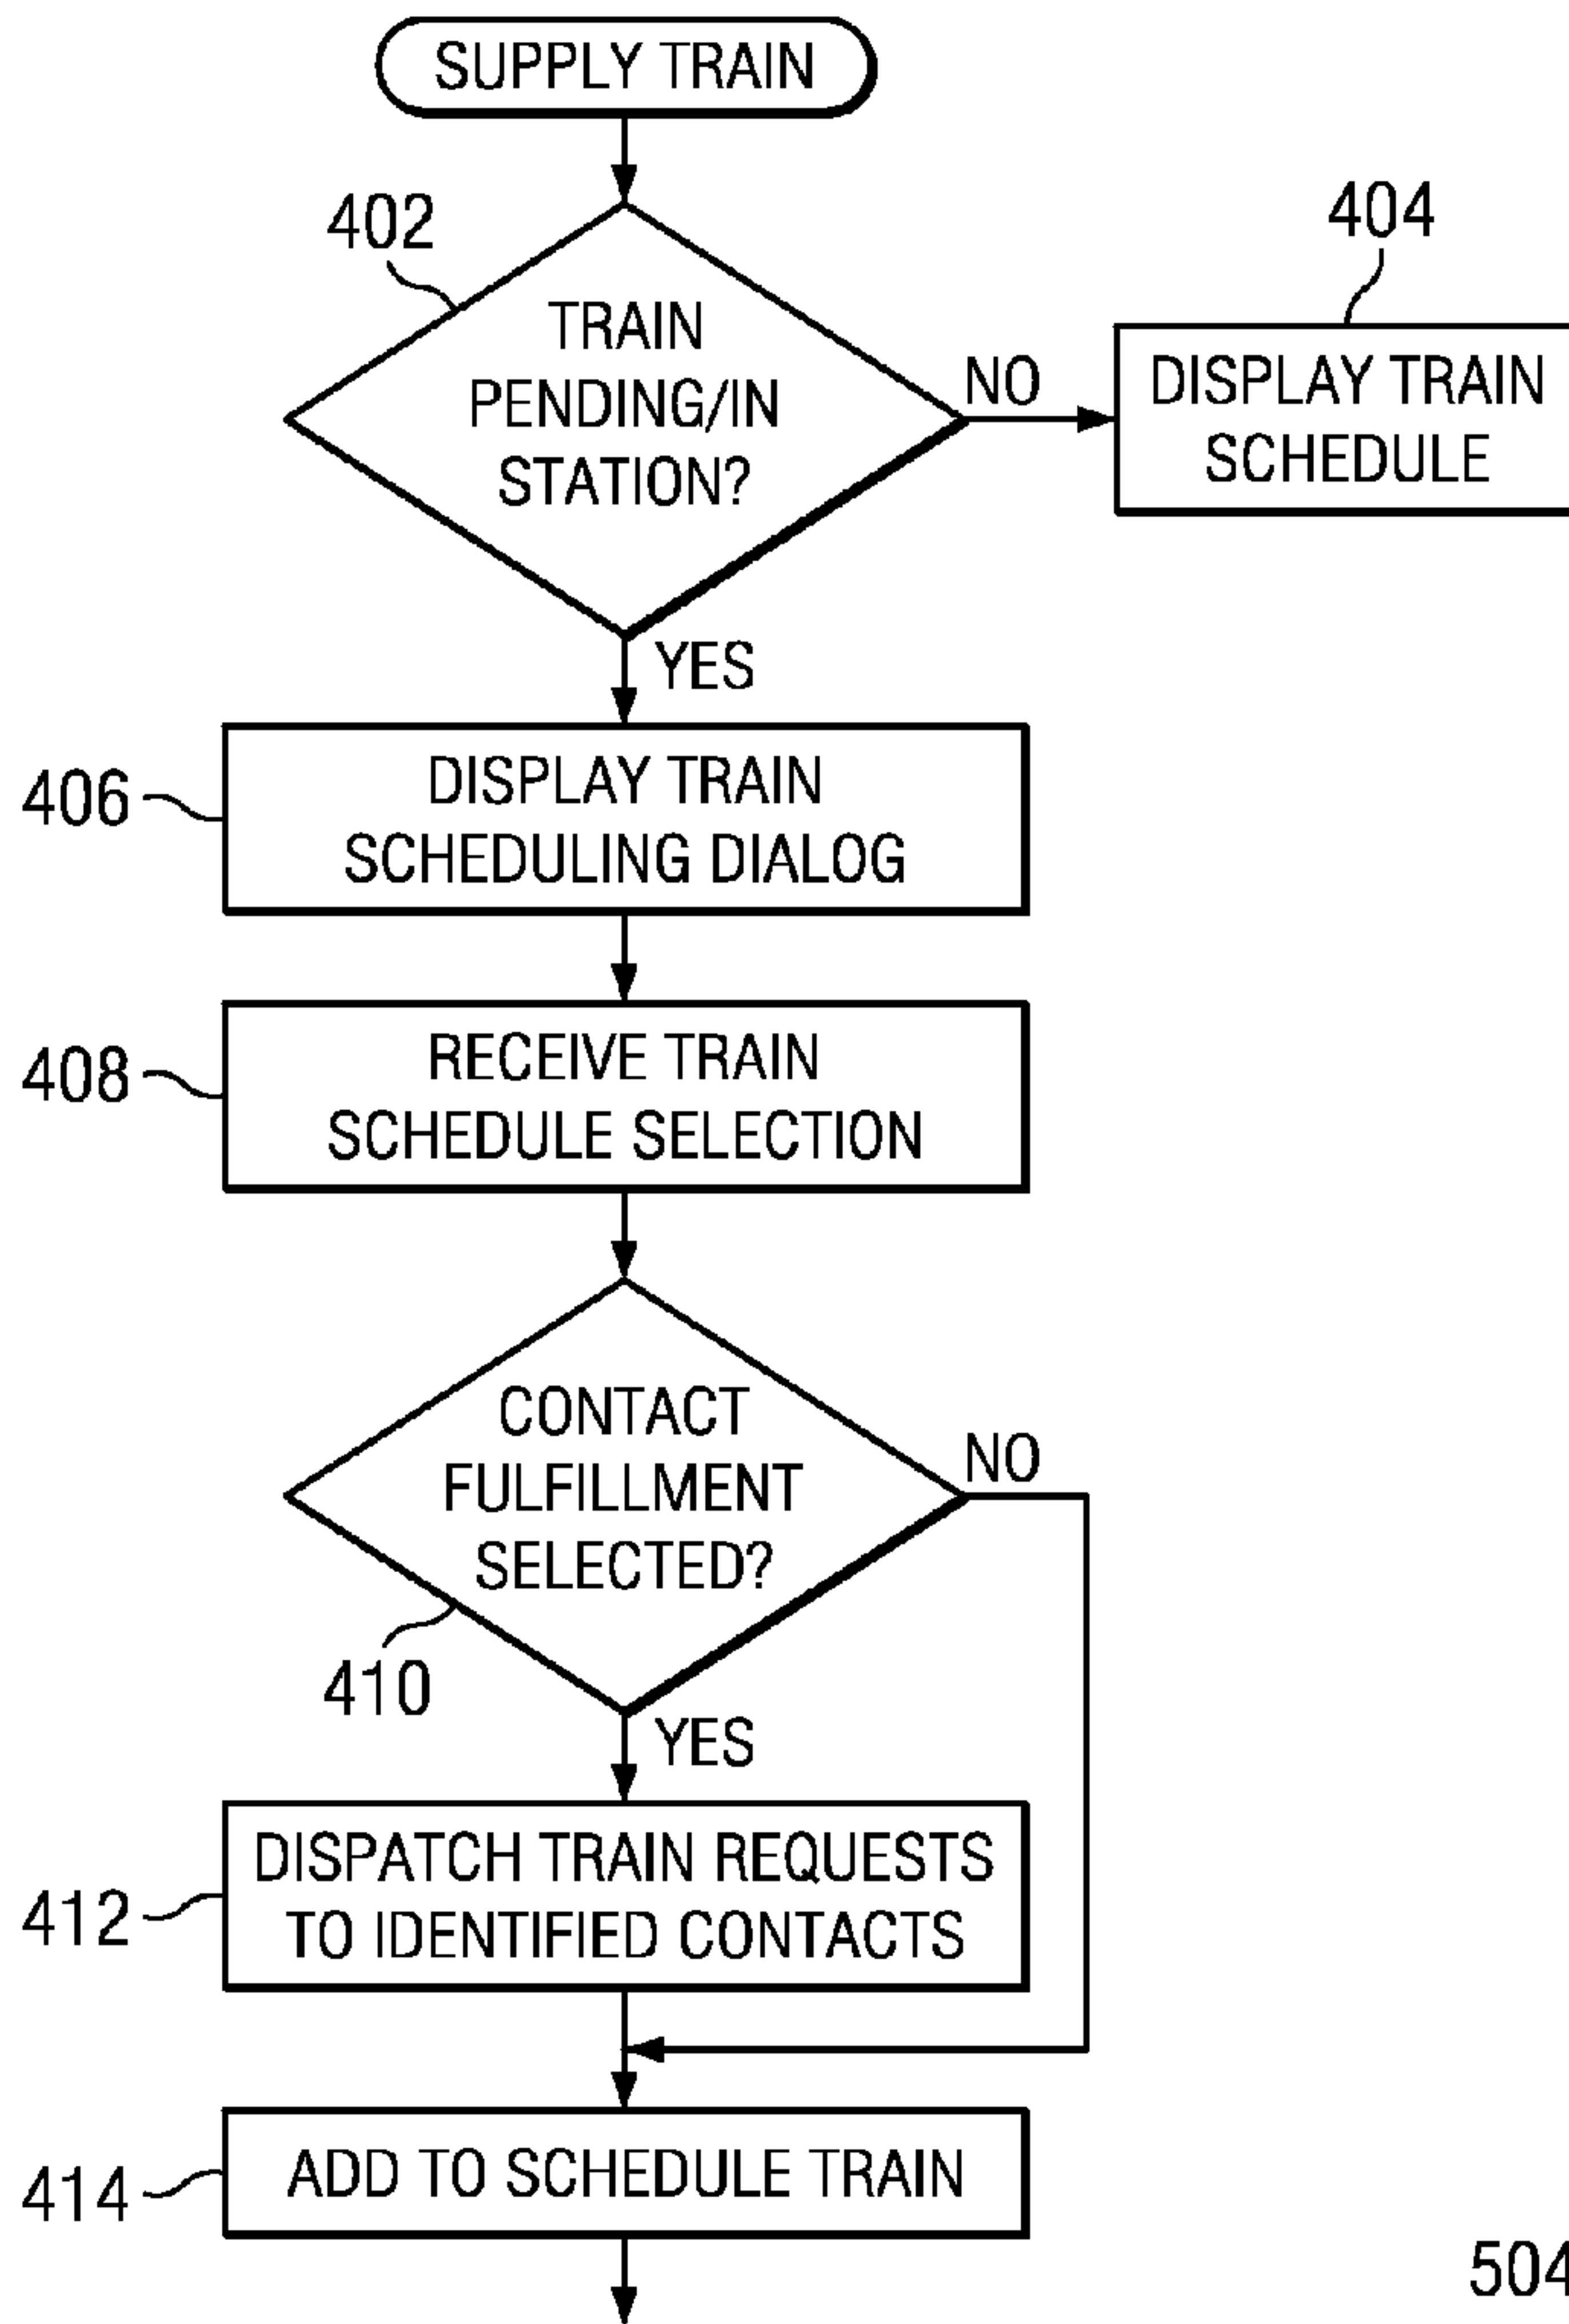 SUPPLY TRAIN
402
404
TRAIN
PENDING/IN
STATION?
NO
DISPLAY TRAIN
SCHEDULE
YES
406
DISPLAY TRAIN
SCHEDULING DIALOG
408
RECEIVE TRAIN
SCHEDULE SELECTION
CONTACT
FULFILLMENT
SELECTED?
NO
410
YES
412
DISPATCH TRAIN REQUESTS
TO IDENTIFIED CONTACTS
414
ADD TO SCHEDULE TRAIN
504